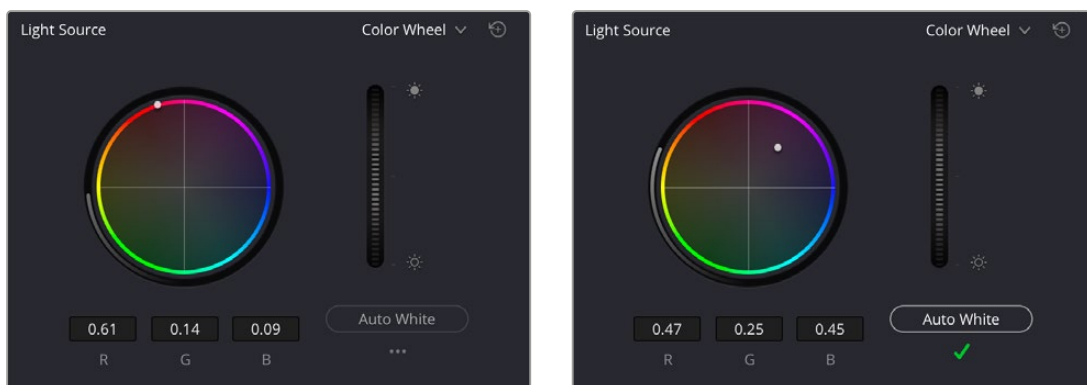 Light Source Color Wheel
0.61 0.14 0.09 Auto White
R G B
Light Source Color Wheel
0.47 0.25 0.45 Auto White
R G B